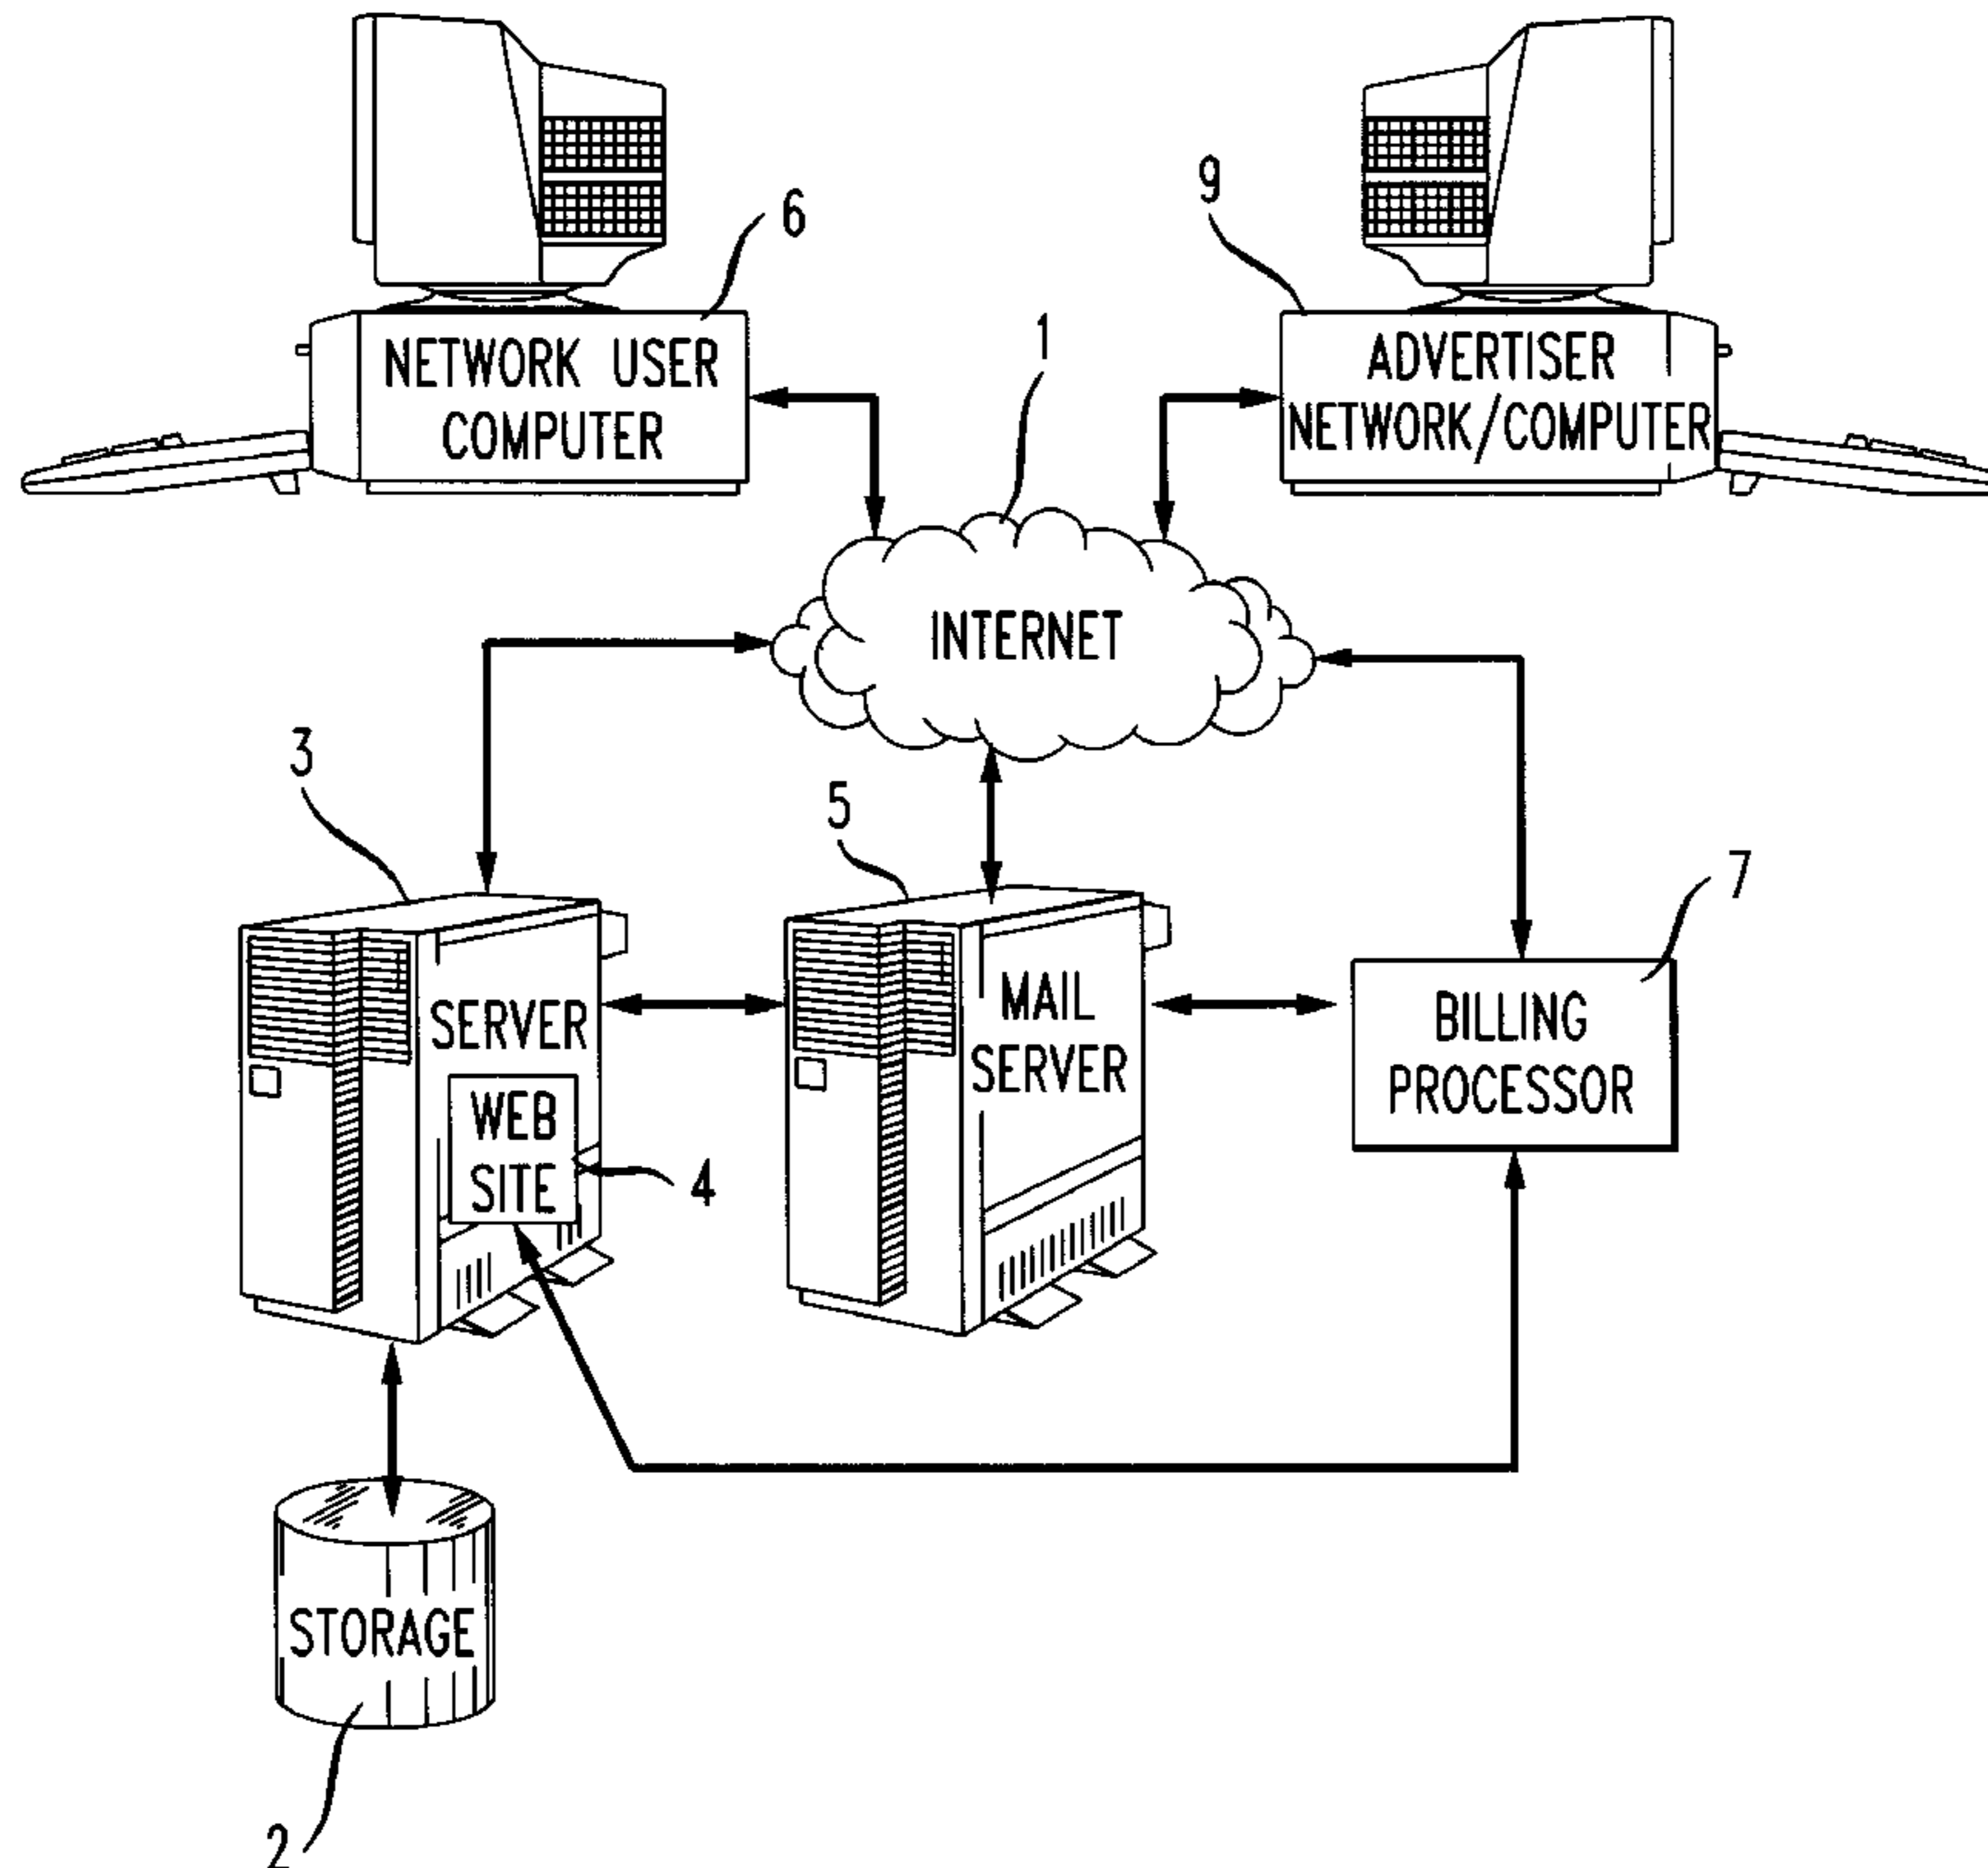 9
6
NETWORK USER
COMPUTER
1
ADVERTISER
NETWORK/COMPUTER
INTERNET
3
5
7
SERVER
MAIL
SERVER
BILLING
PROCESSOR
WEB
SITE
4
STORAGE
2